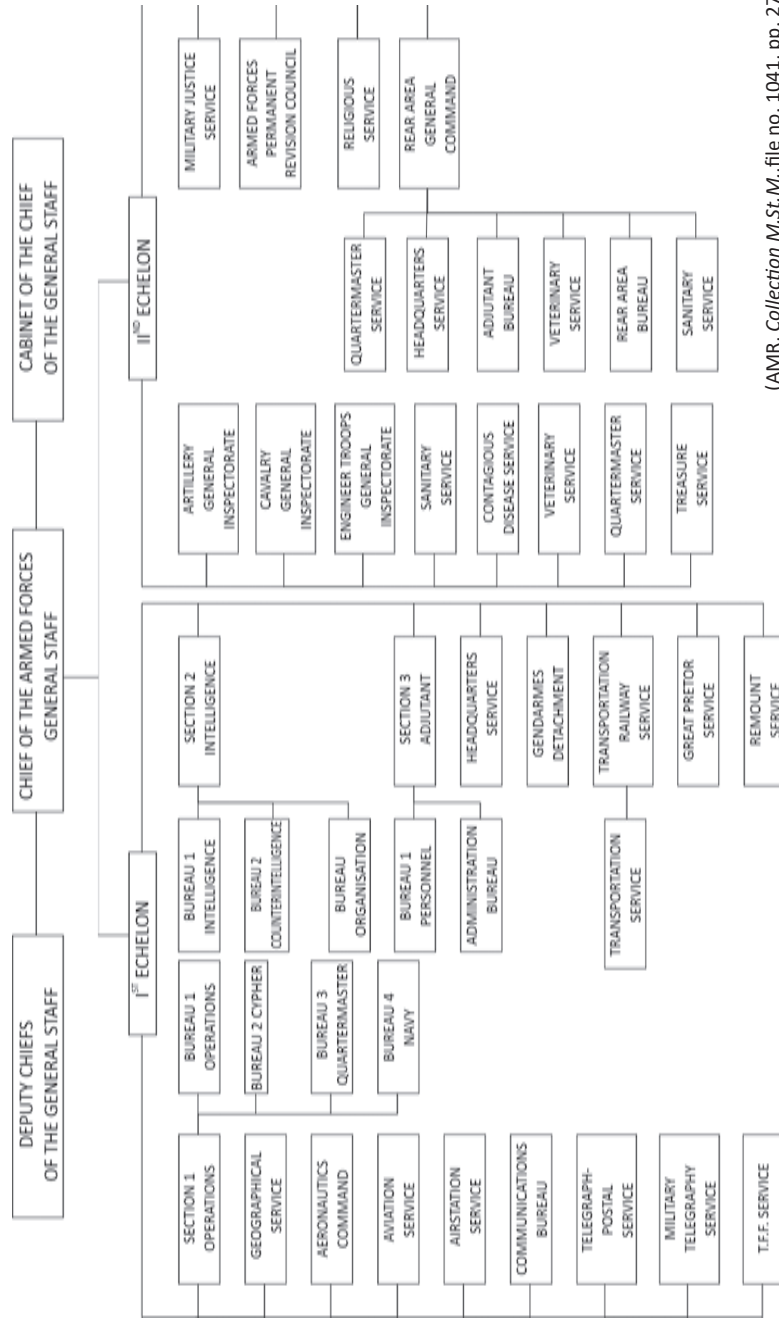 DEPUTY CHIEFS
OF THE GENERAL STAFF
CHIEF OF THE ARMED FORCES
GENERAL STAFF
CABINET OF THE CHIEF
OF THE GENERAL STAFF
IST ECHELON
IIND ECHELON
SECTION 1
OPERATIONS
GEOGRAPHICAL
SERVICE
AERONAUTICS
COMMAND
AVIATION
SERVICE
AIRSTATION
SERVICE
COMMUNICATIONS
BUREAU
TELEGRAPH-
POSTAL
SERVICE
MILITARY
TELEGRAPHY
SERVICE
T.F.F. SERVICE
BUREAU 1
OPERATIONS
BUREAU 2 CYPHER
BUREAU 3
QUARTERMASTER
BUREAU 4
NAVY
BUREAU 1
INTELLIGENCE
BUREAU 2
COUNTERINTELLIGENCE
BUREAU
ORGANISATION
BUREAU 1
PERSONNEL
ADMINISTRATION
BUREAU
TRANSPORTATION
SERVICE
SECTION 2
INTELLIGENCE
SECTION 3
ADJUTANT
HEADQUARTERS
SERVICE
GENDARMES
DETACHMENT
TRANSPORTATION
RAILWAY
SERVICE
GREAT PRETOR
SERVICE
REMOUNT
SERVICE
ARTILLERY
GENERAL
INSPECTORATE
CAVALRY
GENERAL
INSPECTORATE
ENGINEER TROOPS
GENERAL
INSPECTORATE
SANITARY
SERVICE
CONTAGIOUS
DISEASE SERVICE
VETERINARY
SERVICE
QUARTERMASTER
SERVICE
TREASURE
SERVICE
QUARTERMASTER
SERVICE
HEADQUARTERS
SERVICE
ADJUTANT
BUREAU
VETERINARY
SERVICE
REAR AREA
BUREAU
SANITARY
SERVICE
MILITARY JUSTICE
SERVICE
ARMED FORCES
PERMANENT
REVISION COUNCIL
RELIGIOUS
SERVICE
REAR AREA
GENERAL
COMMAND
(AMR, Collection M.St.M., file no. 1041, pp. 27